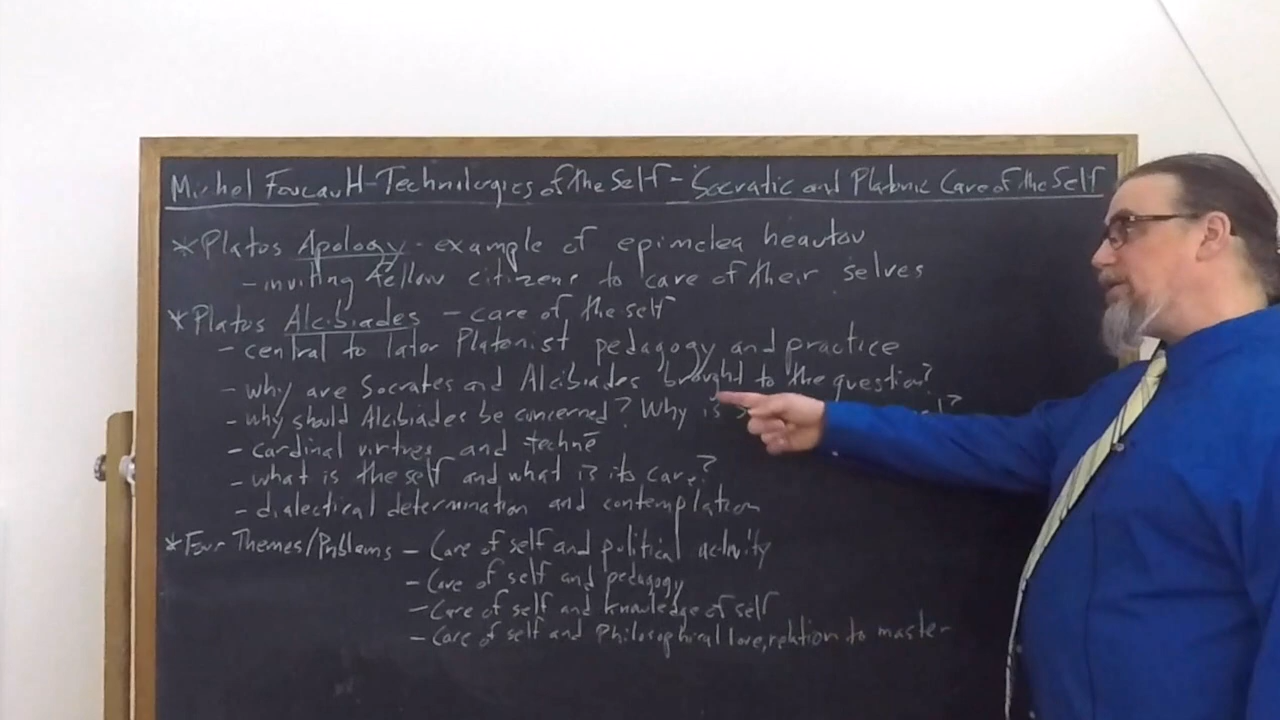 Michel Foucault - Technologies of the Self - Socratic and Platonic Care of the Self
* Platos Apology - example of epimelea heautou
- inviting fellow citizens to care of their selves
* Platos Alcibiades - care of the self
- central to later Platonist pedagogy and practice
- why are Socrates and Alcibiades brought to the question?
- why should Alcibiades be concerned? Why is
- cardinal virtues and technē
- what is the self and what is its care?
- dialectical determination and contemplation
* Four Themes/Problems - Care of self and political activity
- Care of self and pedagogy
- Care of self and knowledge of self
- Care of self and philosophical love, relation to master